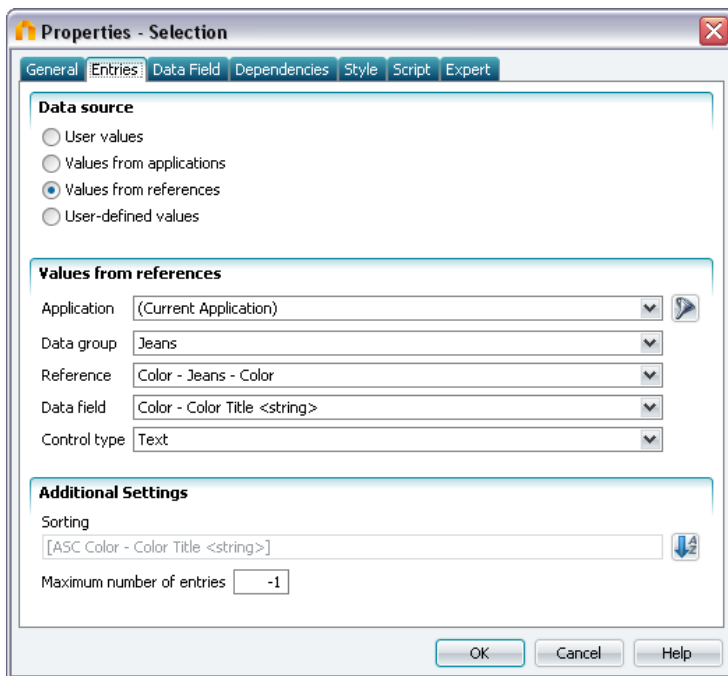 Properties - Selection
General Entries Data Field Dependencies Style Script Expert
Data source
User values
Values from applications
Values from references
User-defined values
Values from references
Application (Current Application)
Data group Jeans
Reference Color - Jeans - Color
Data field Color - Color Title <string>
Control type Text
Additional Settings
Sorting
[ASC Color - Color Title <string>]
Maximum number of entries -1
OK Cancel Help